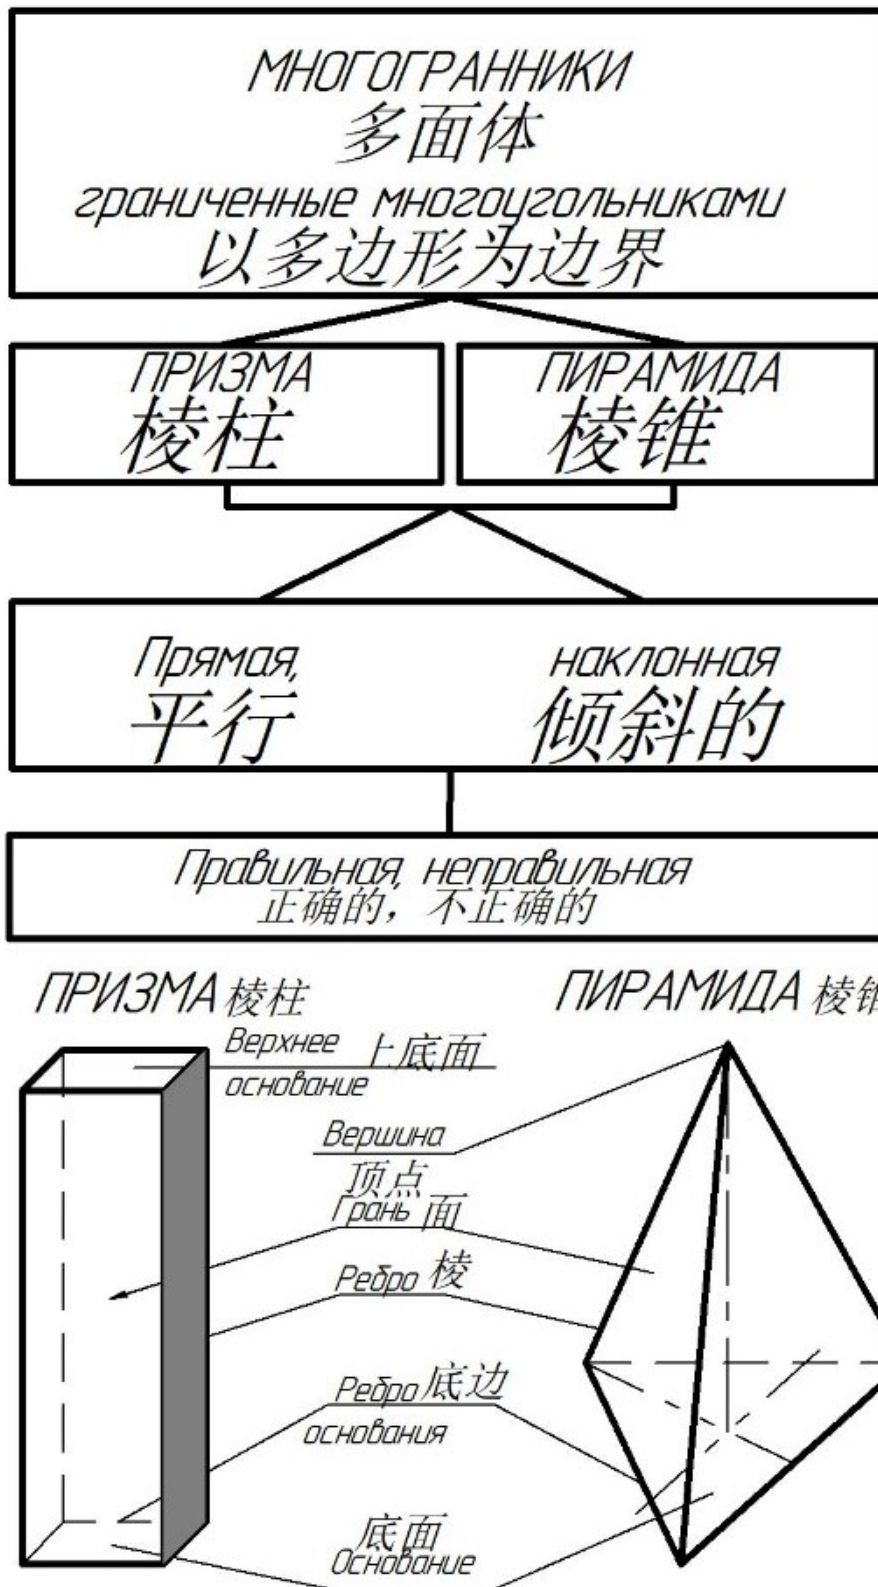 МНОГОГРАННИКИ
多面体
граниченные многоугольниками
以多边形为边界
ПРИЗМА
棱柱
ПИРАМИДА
棱锥
Прямая,
平行
наклонная
倾斜的
Правильная, неправильная
正确的，不正确的
ПРИЗМА 棱柱
ПИРАМИДА 棱锥
Верхнее 上底面
основание
Вершина
顶点
Грань 面
Ребро 棱
Ребро 底边
основания
底面
Основание